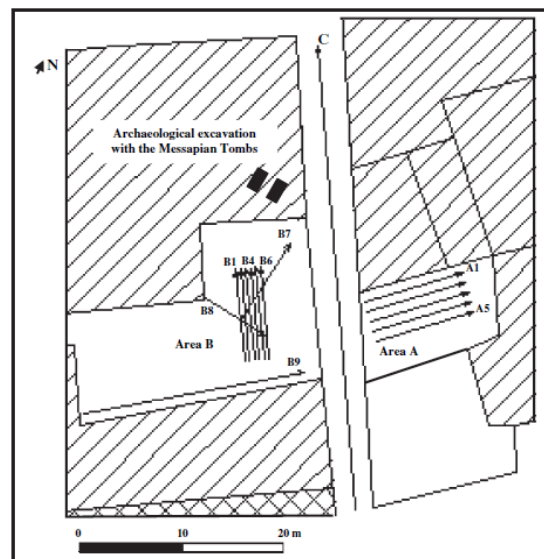 N
C
Archaeological excavation
with the Messapian Tombs
B7
B1 B4 B6
A1
B8
A5
Area B
Area A
B9
0 10 20 m